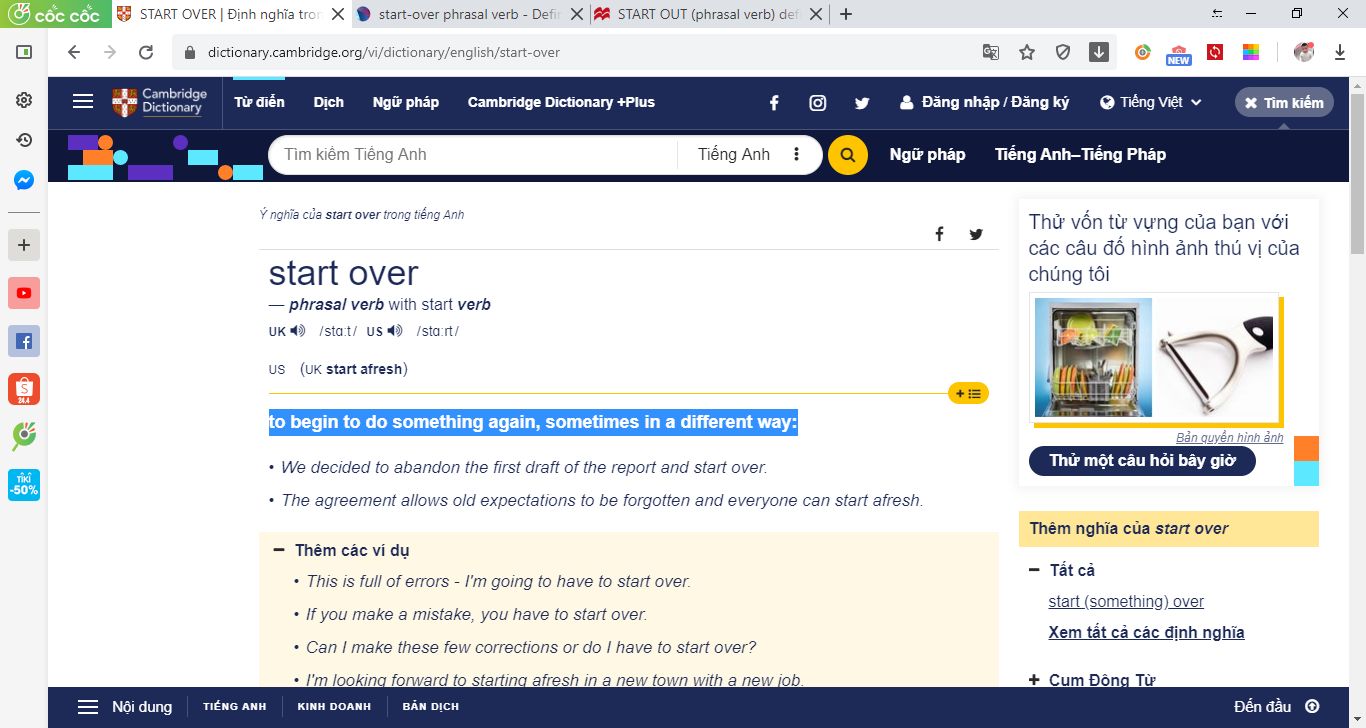 cốc cốc
START OVER | Định nghĩa tron
start-over phrasal verb - Defin
START OUT (phrasal verb) def
dictionary.cambridge.org/vi/dictionary/english/start-over
NEW
Cambridge
Dictionary
Từ điển
Dịch
Ngữ pháp
Cambridge Dictionary +Plus
Đăng nhập / Đăng ký
Tiếng Việt
Tìm kiếm
Tìm kiếm Tiếng Anh
Tiếng Anh
Ngữ pháp
Tiếng Anh–Tiếng Pháp
Ý nghĩa của start over trong tiếng Anh
start over
— phrasal verb with start verb
UK /stɑːt/ US /stɑːrt/
US (UK start afresh)
to begin to do something again, sometimes in a different way:
• We decided to abandon the first draft of the report and start over.
• The agreement allows old expectations to be forgotten and everyone can start afresh.
Thêm các ví dụ
• This is full of errors - I'm going to have to start over.
• If you make a mistake, you have to start over.
• Can I make these few corrections or do I have to start over?
• I'm looking forward to starting afresh in a new town with a new job.
Thử vốn từ vựng của bạn với
các câu đố hình ảnh thú vị của
chúng tôi
Bản quyền hình ảnh
Thử một câu hỏi bây giờ
Thêm nghĩa của start over
Tất cả
start (something) over
Xem tất cả các định nghĩa
Cụm Động Từ
24.4
TIKI
-50%
Nội dung
TIẾNG ANH
KINH DOANH
BẢN DỊCH
Đến đầu